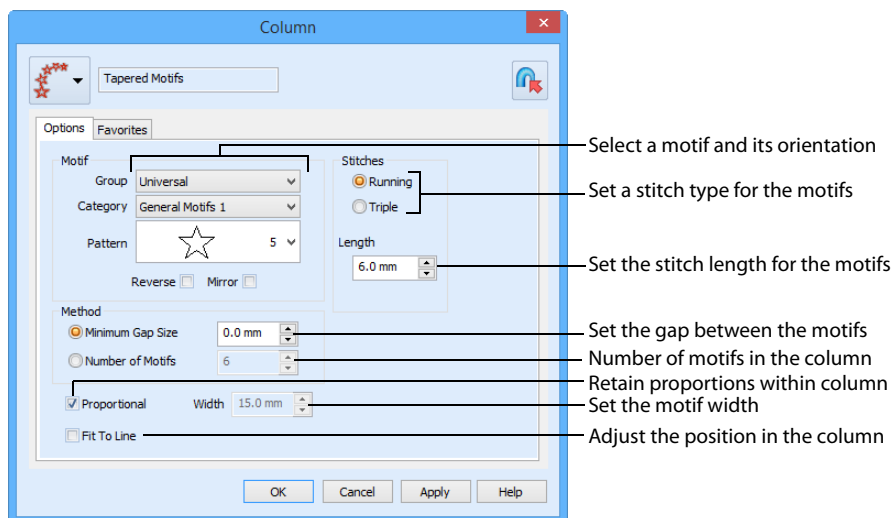 Column
Tapered Motifs
Options Favorites
Motif
Group Universal
Category General Motifs 1
Pattern 5
Reverse Mirror
Stitches
Running
Triple
Length
6.0 mm
Method
Minimum Gap Size 0.0 mm
Number of Motifs 6
Proportional Width 15.0 mm
Fit To Line
OK Cancel Apply Help
Select a motif and its orientation
Set a stitch type for the motifs
Set the stitch length for the motifs
Set the gap between the motifs
Number of motifs in the column
Retain proportions within column
Set the motif width
Adjust the position in the column